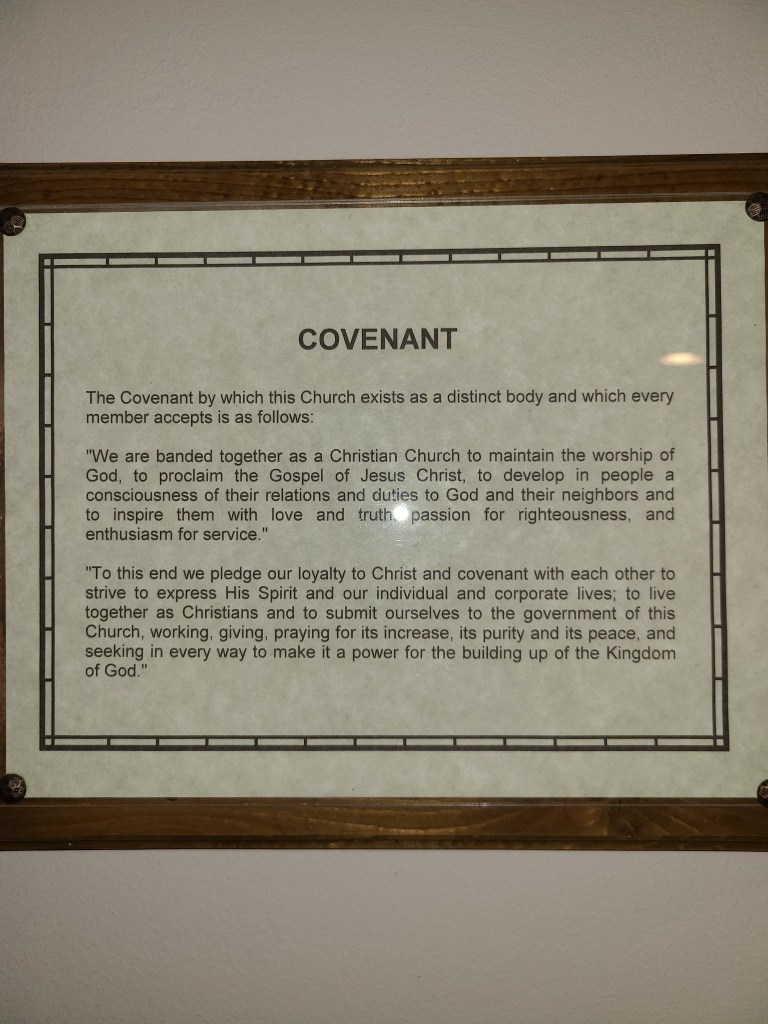 COVENANT
The Covenant by which this Church exists as a distinct body and which every
member accepts is as follows:
"We are banded together as a Christian Church to maintain the worship of
God, to proclaim the Gospel of Jesus Christ, to develop in people a
consciousness of their relations and duties to God and their neighbors and
to inspire them with love and truth, passion for righteousness, and
enthusiasm for service."
"To this end we pledge our loyalty to Christ and covenant with each other to
strive to express His Spirit and our individual and corporate lives; to live
together as Christians and to submit ourselves to the government of this
Church, working, giving, praying for its increase, its purity and its peace, and
seeking in every way to make it a power for the building up of the Kingdom
of God."